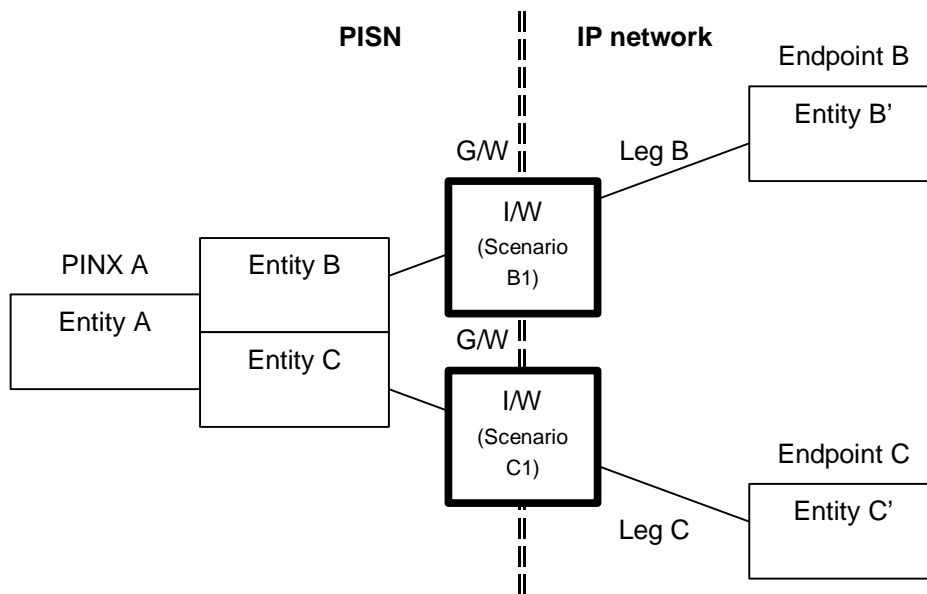 PISN
IP network
Endpoint B
Entity B’
G/W
Leg B
I/W
(Scenario
B1)
PINX A
Entity A
Entity B
Entity C
G/W
I/W
(Scenario
C1)
Endpoint C
Entity C’
Leg C